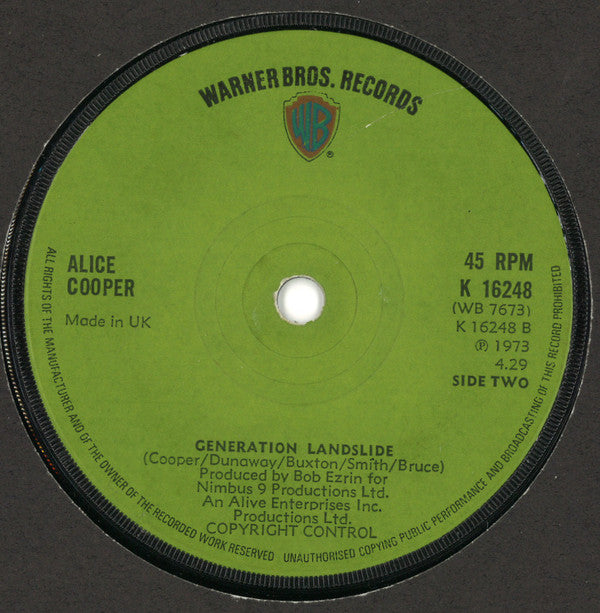 WARNER BROS. RECORDS
WB
®
ALICE
COOPER
Made in UK
45 RPM
K 16248
(WB 7673)
K 16248 B
℗ 1973
4.29
SIDE TWO
GENERATION LANDSLIDE
(Cooper/Dunaway/Buxton/Smith/Bruce)
Produced by Bob Ezrin for
Nimbus 9 Productions Ltd.
An Alive Enterprises Inc.
Productions Ltd.
COPYRIGHT CONTROL
ALL RIGHTS OF THE MANUFACTURER AND OF THE OWNER OF THE RECORDED WORK RESERVED UNAUTHORISED COPYING PUBLIC PERFORMANCE AND BROADCASTING OF THIS RECORD PROHIBITED